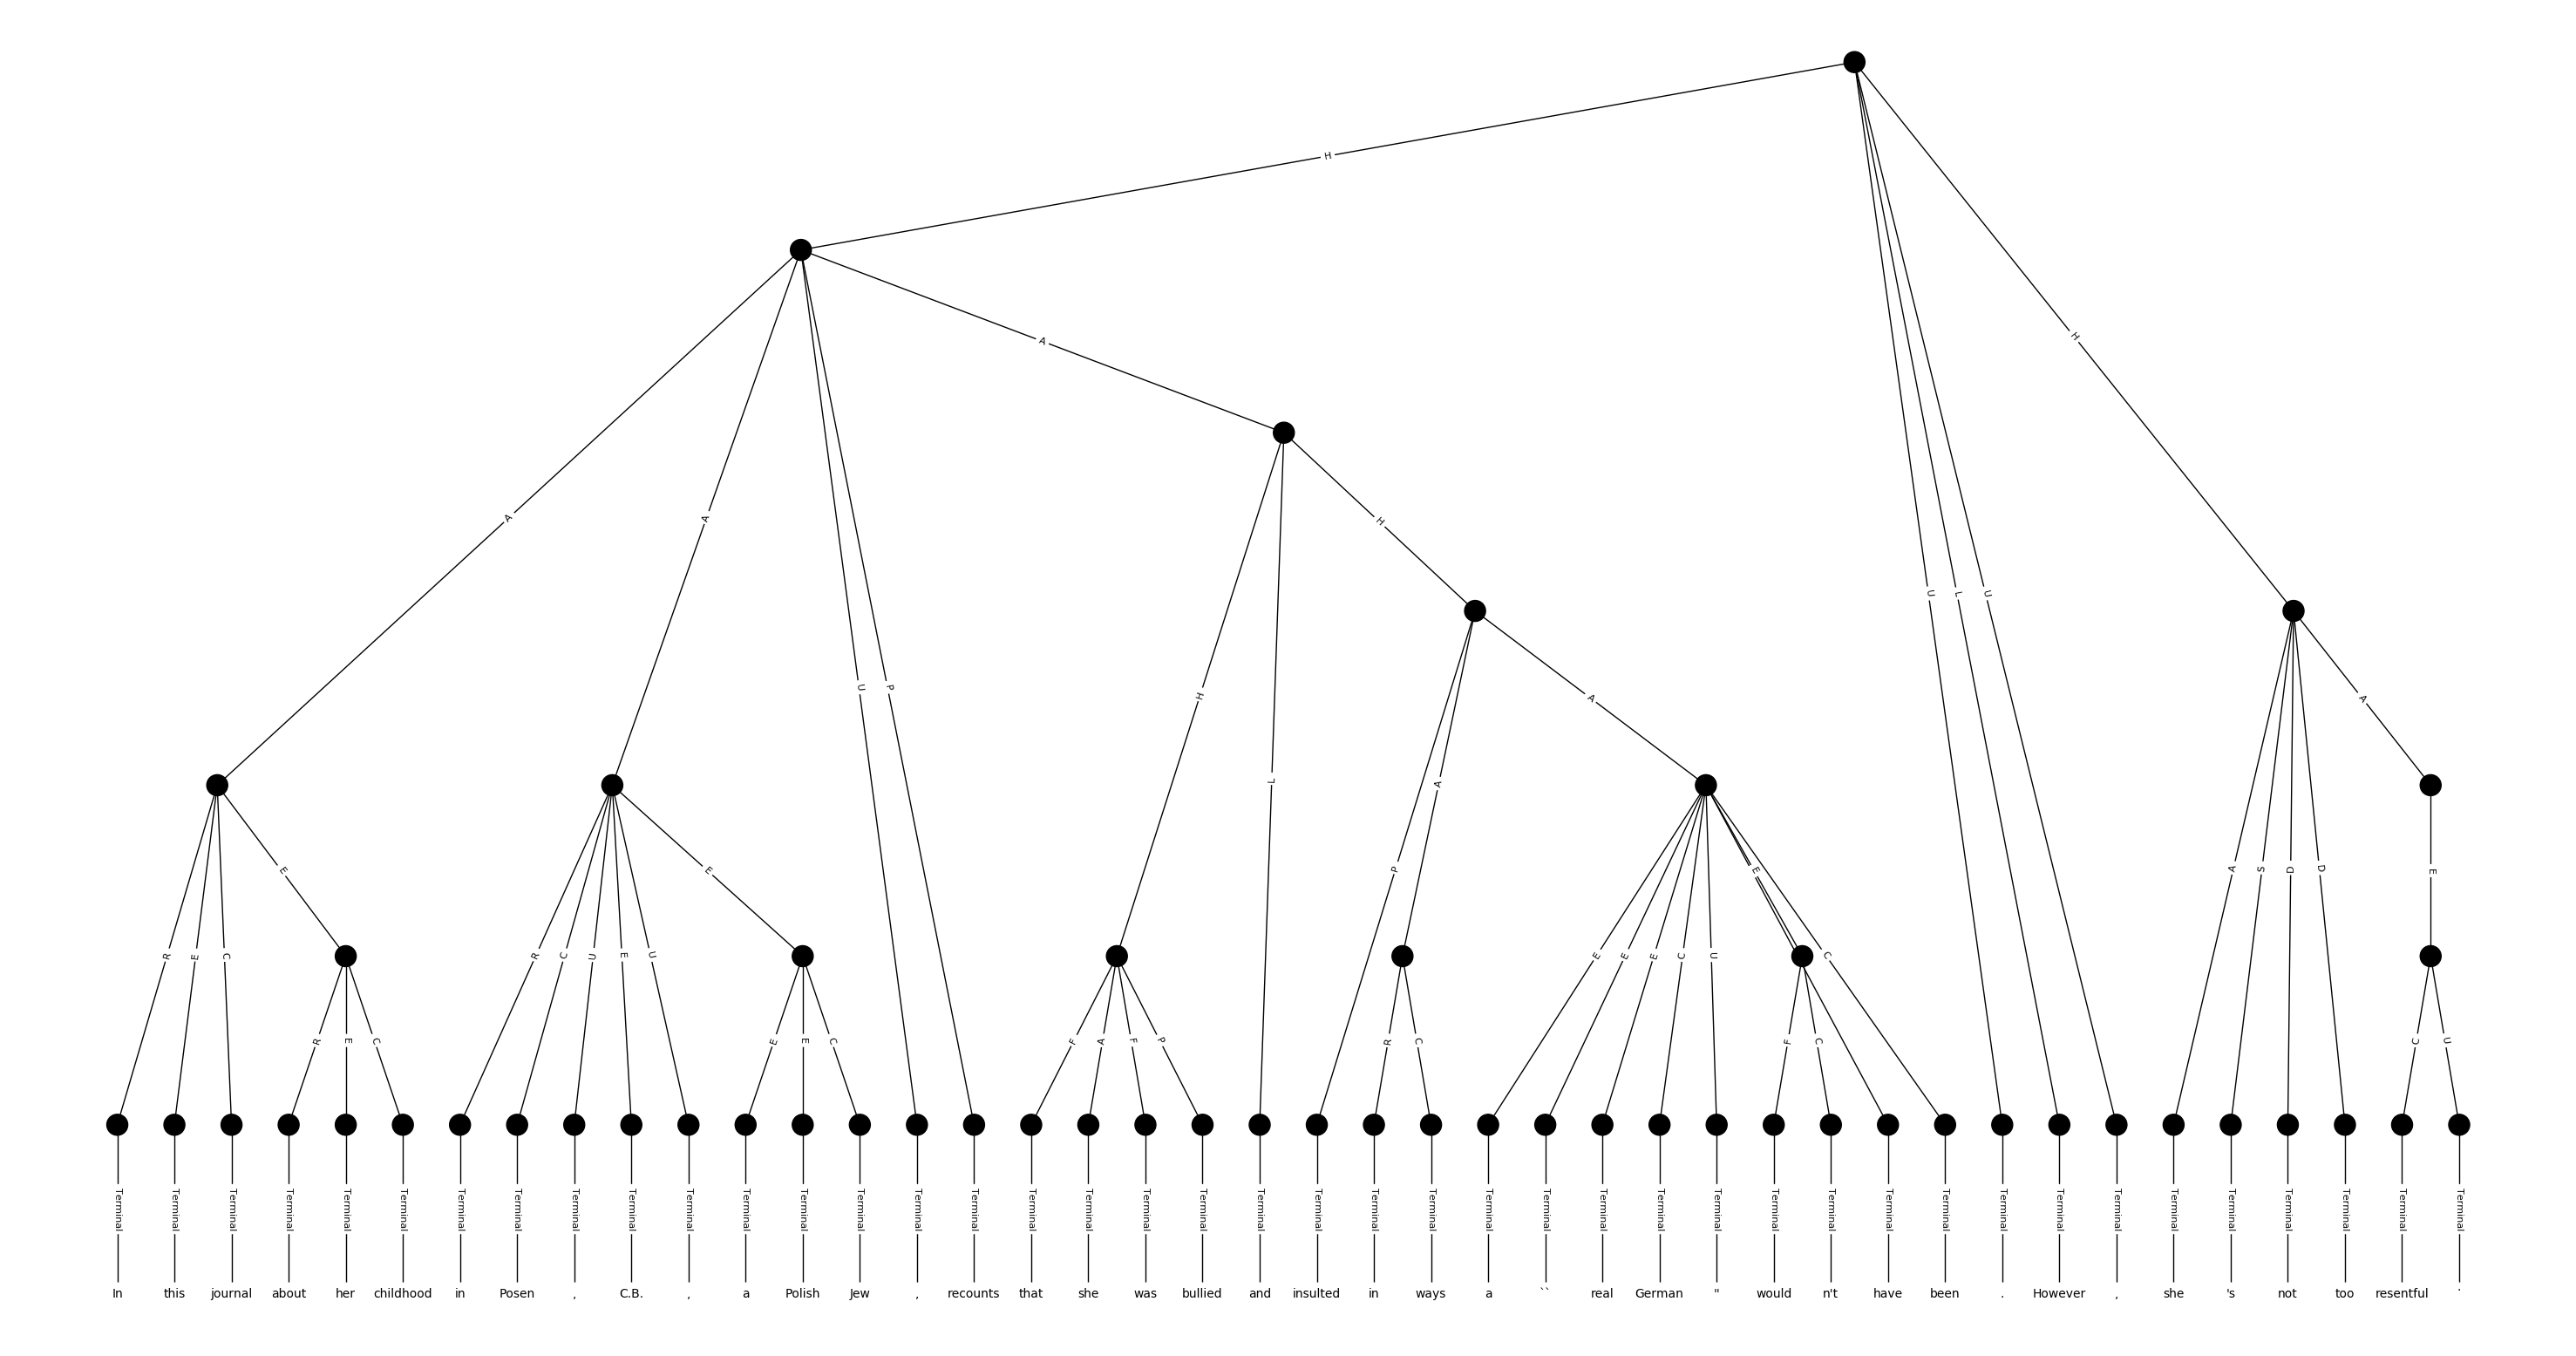 H
A
A
A
H
H
U
L
U
H
A
U
P
H
L
P
A
A
E
E
E
A
S
D
D
E
R
E
C
R
C
U
E
U
E
E
E
C
U
C
R
E
C
E
E
C
F
A
F
P
R
C
F
C
C
U
Terminal Terminal Terminal Terminal Terminal Terminal Terminal Terminal Terminal Terminal Terminal Terminal Terminal Terminal Terminal Terminal Terminal Terminal Terminal Terminal Terminal Terminal Terminal Terminal Terminal Terminal Terminal Terminal Terminal Terminal Terminal Terminal Terminal Terminal Terminal Terminal Terminal Terminal Terminal Terminal Terminal Terminal
In this journal about her childhood in Posen , C.B. , a Polish Jew , recounts that she was bullied and insulted in ways a `` real German " would n't have been . However , she 's not too resentful .